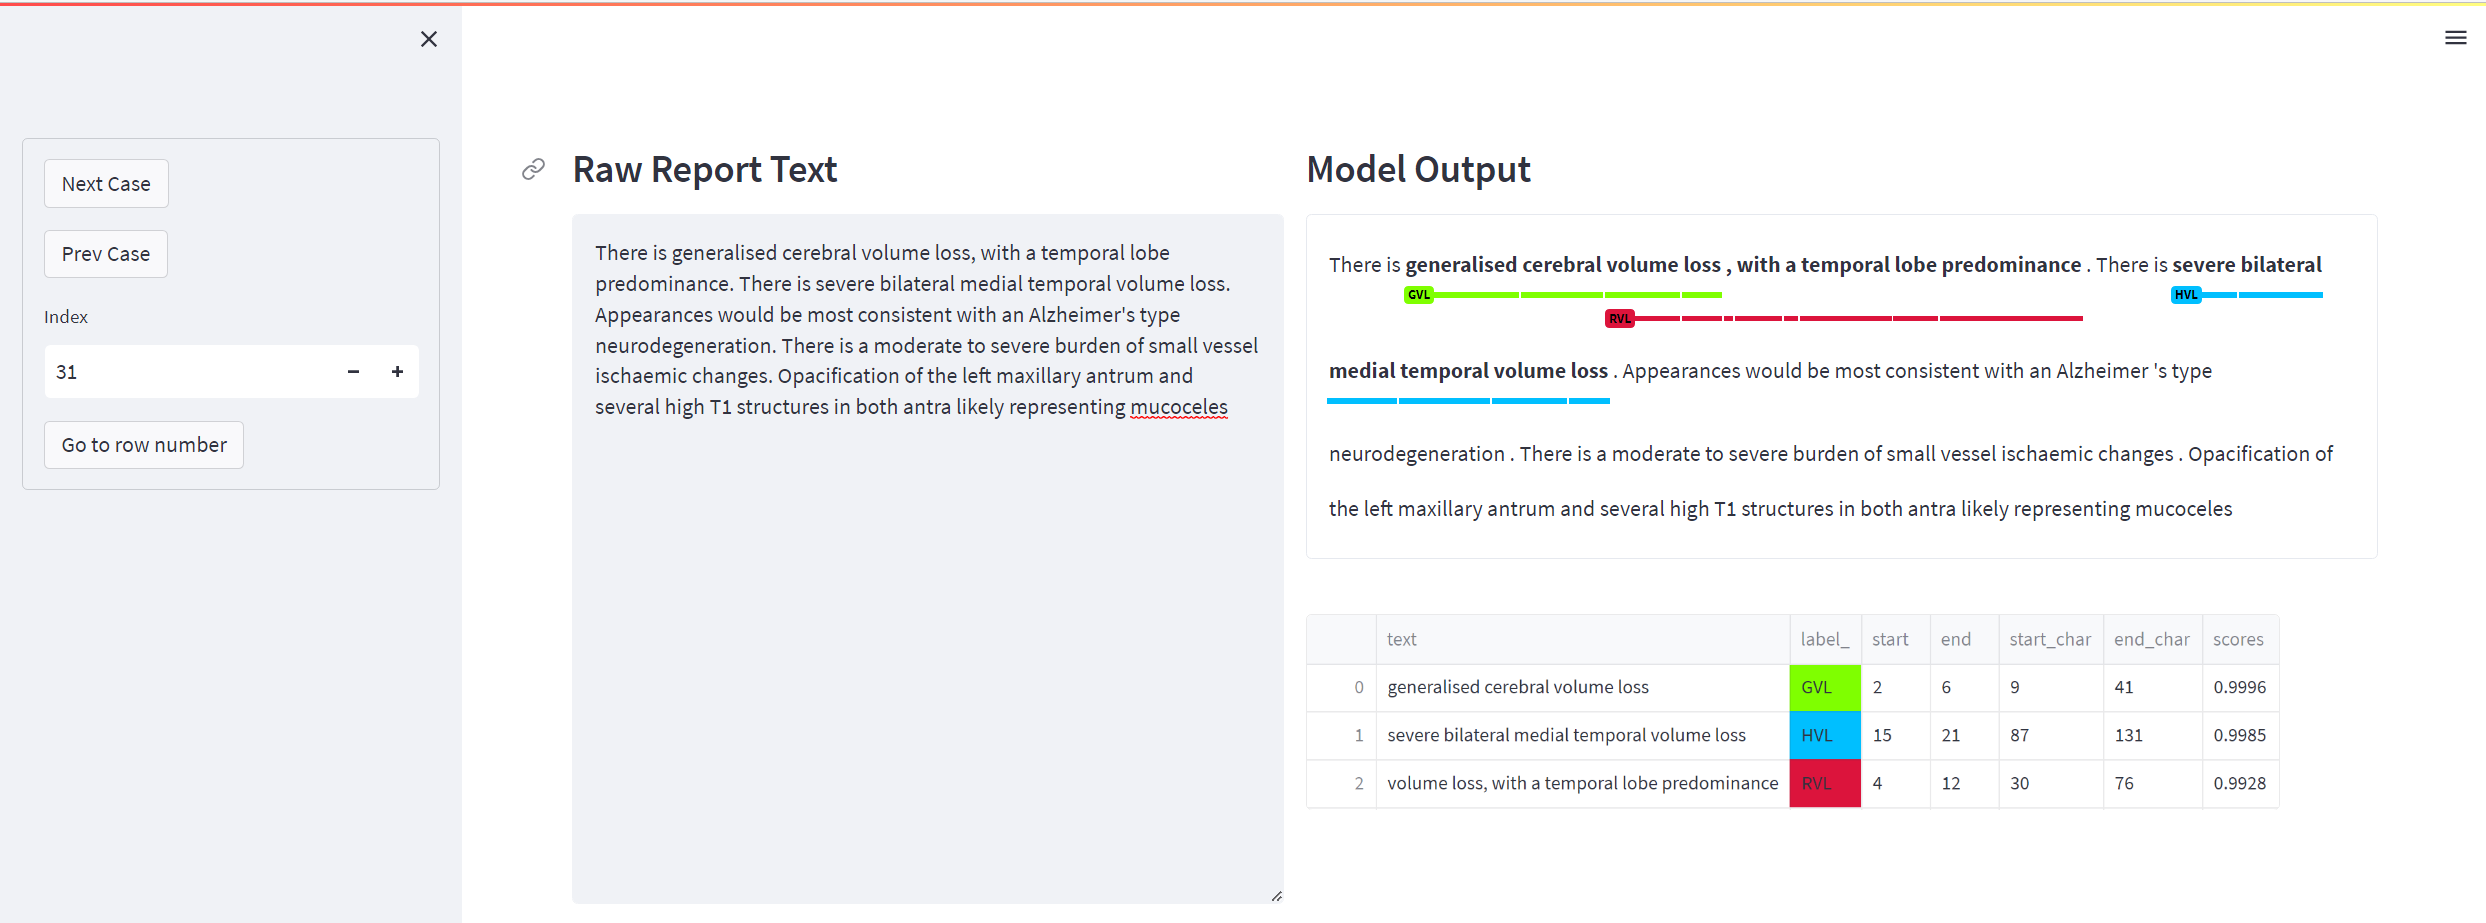 Next Case
Prev Case
Index
31
Go to row number
Raw Report Text
There is generalised cerebral volume loss, with a temporal lobe
predominance. There is severe bilateral medial temporal volume loss.
Appearances would be most consistent with an Alzheimer's type
neurodegeneration. There is a moderate to severe burden of small vessel
ischaemic changes. Opacification of the left maxillary antrum and
several high T1 structures in both antra likely representing mucoceles
Model Output
There is generalised cerebral volume loss , with a temporal lobe predominance . There is severe bilateral
GVL HVL
RVL
medial temporal volume loss . Appearances would be most consistent with an Alzheimer 's type
neurodegeneration . There is a moderate to severe burden of small vessel ischaemic changes . Opacification of
the left maxillary antrum and several high T1 structures in both antra likely representing mucoceles
text label_ start end start_char end_char scores
0 generalised cerebral volume loss GVL 2 6 9 41 0.9996
1 severe bilateral medial temporal volume loss HVL 15 21 87 131 0.9985
2 volume loss, with a temporal lobe predominance RVL 4 12 30 76 0.9928